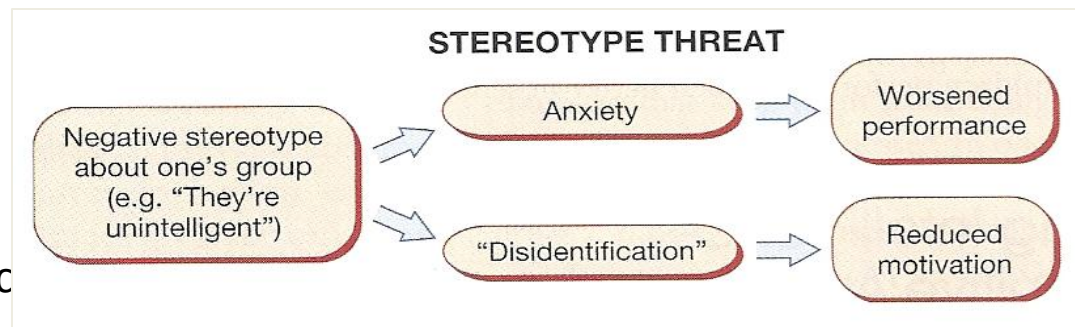 STEREOTYPE THREAT
Negative stereotype
about one's group
(e.g. “They're
unintelligent”)
Anxiety
Worsened
performance
“Disidentification”
Reduced
motivation